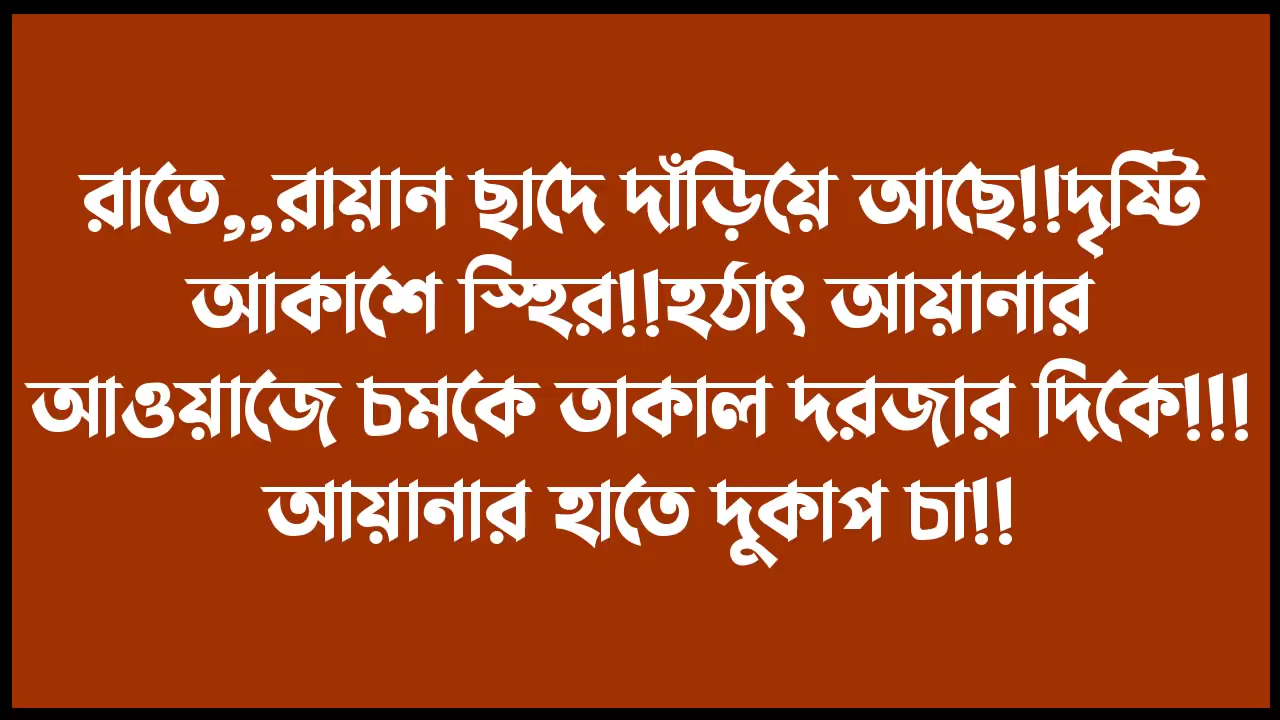 রাতে,,রায়ান ছাদে দাঁড়িয়ে আছে!!দৃষ্টি
আকাশে স্হির!!হঠাৎ আয়ানার
আওয়াজে চমকে তাকাল দরজার দিকে!!!
আয়ানার হাতে দুকাপ চা!!